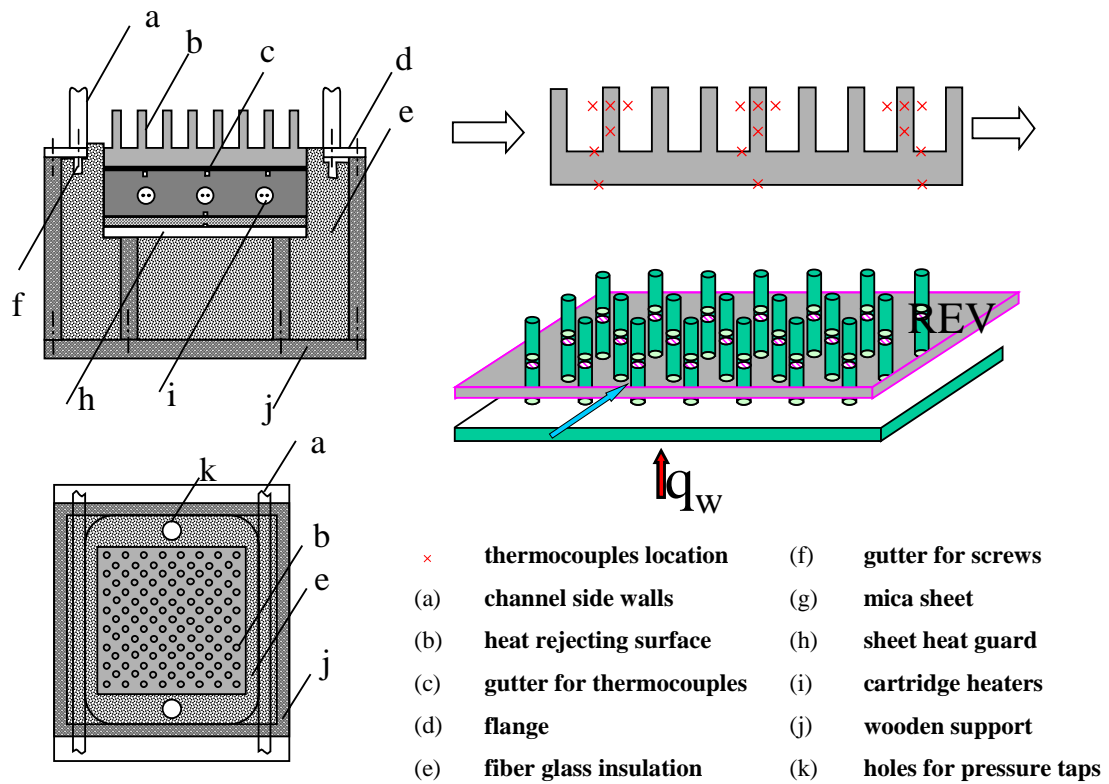 a
b
c
d
e
f
h
i
j
REV
q_w
a
k
b
e
j
× thermocouples location
(a) channel side walls
(b) heat rejecting surface
(c) gutter for thermocouples
(d) flange
(e) fiber glass insulation
(f) gutter for screws
(g) mica sheet
(h) sheet heat guard
(i) cartridge heaters
(j) wooden support
(k) holes for pressure taps